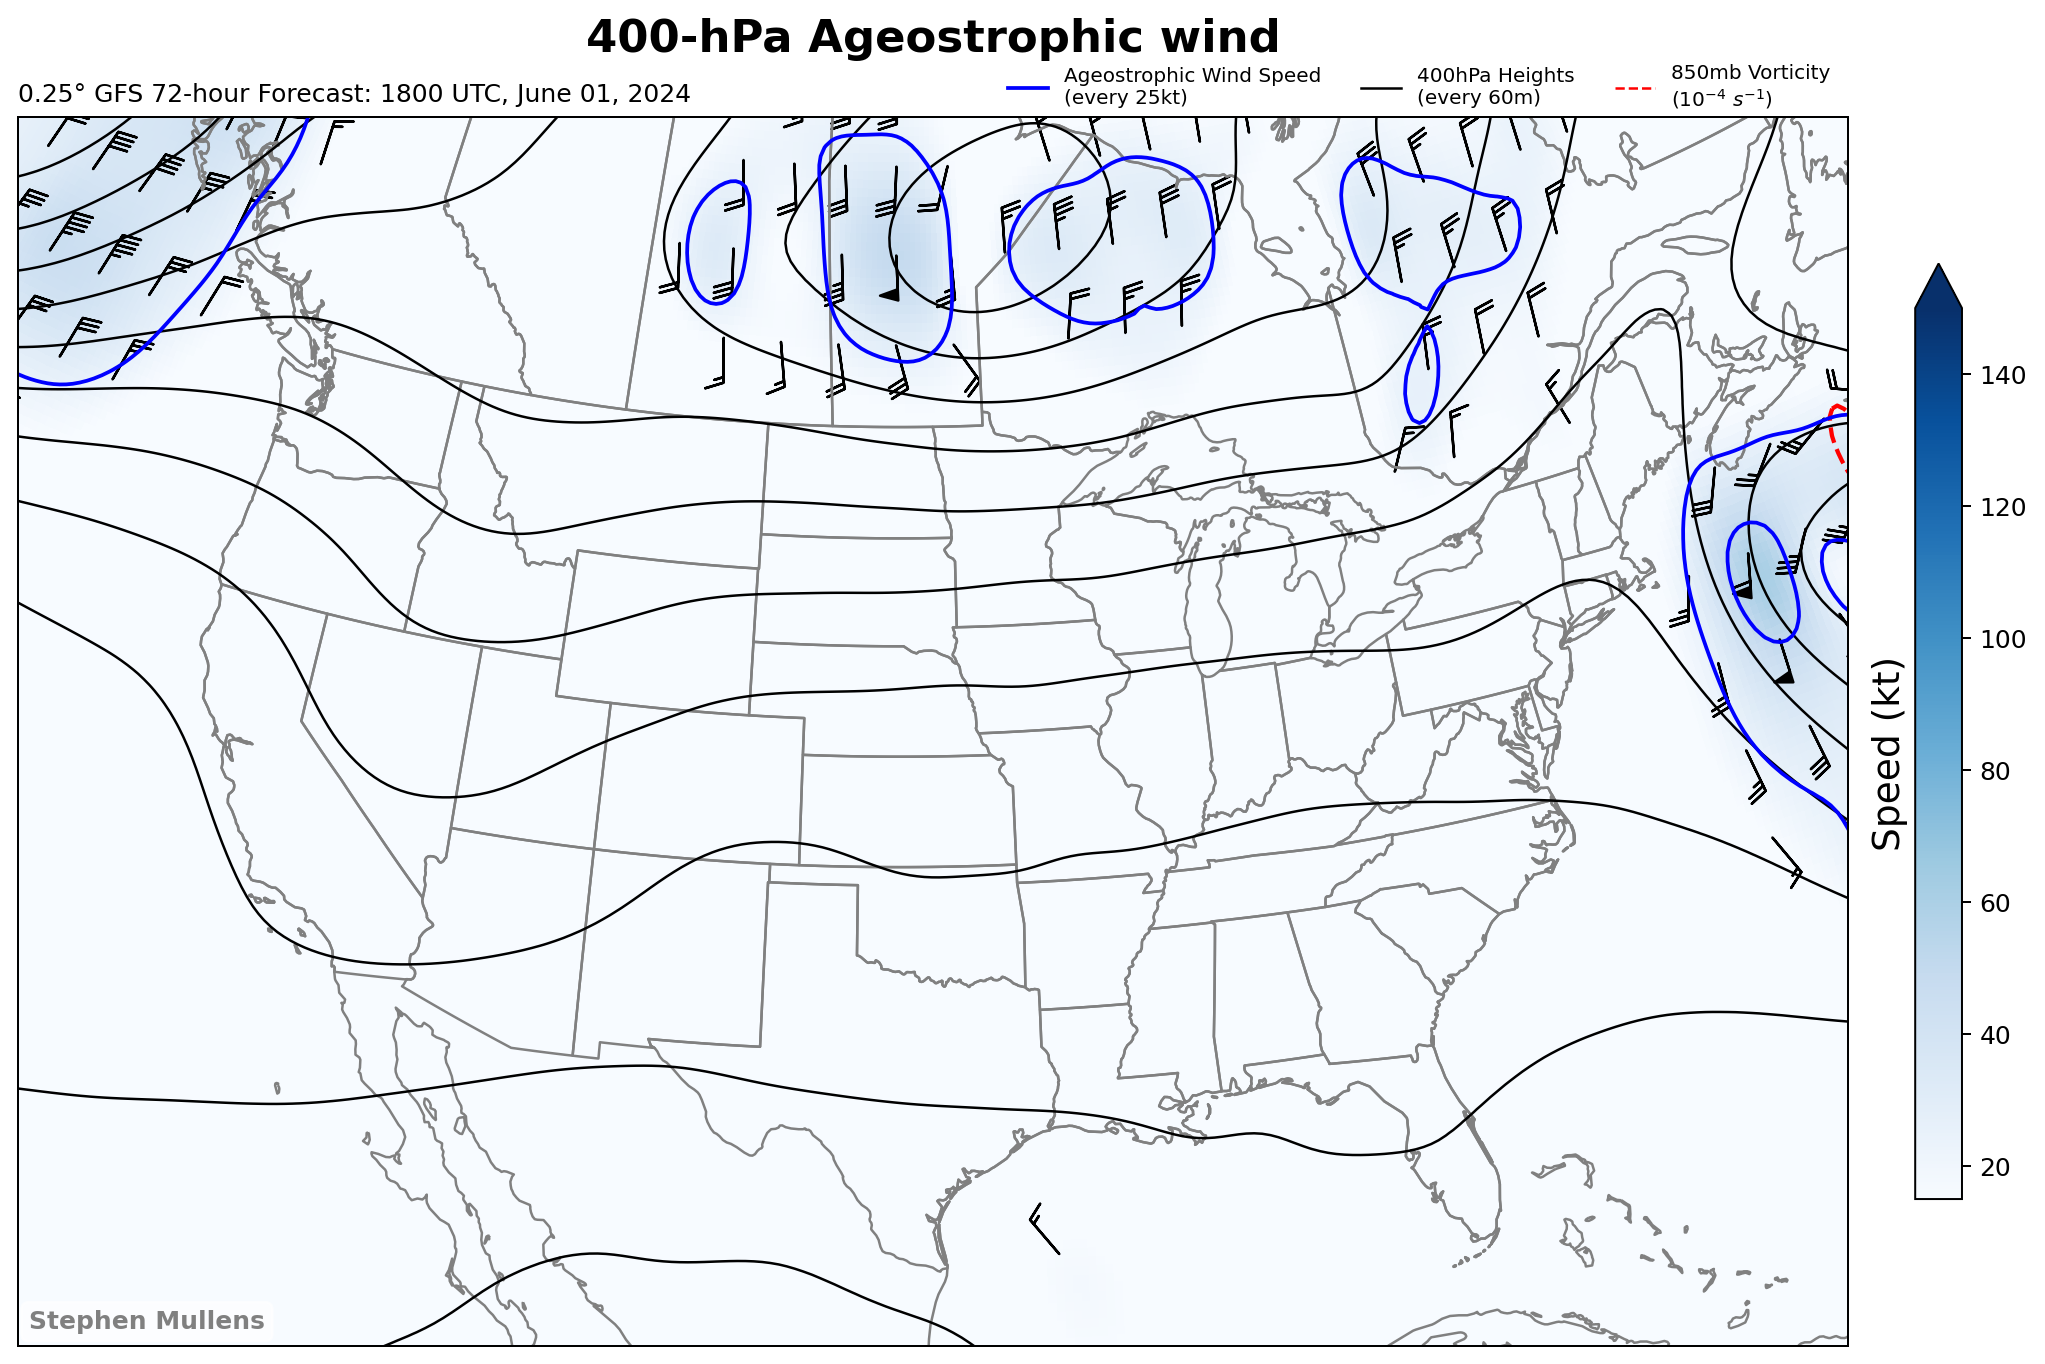 400-hPa Ageostrophic wind
0.25° GFS 72-hour Forecast: 1800 UTC, June 01, 2024
Ageostrophic Wind Speed
(every 25kt)
400hPa Heights
(every 60m)
850mb Vorticity
(10⁻⁴ s⁻¹)
140
120
100
80
60
40
20
Speed (kt)
Stephen Mullens